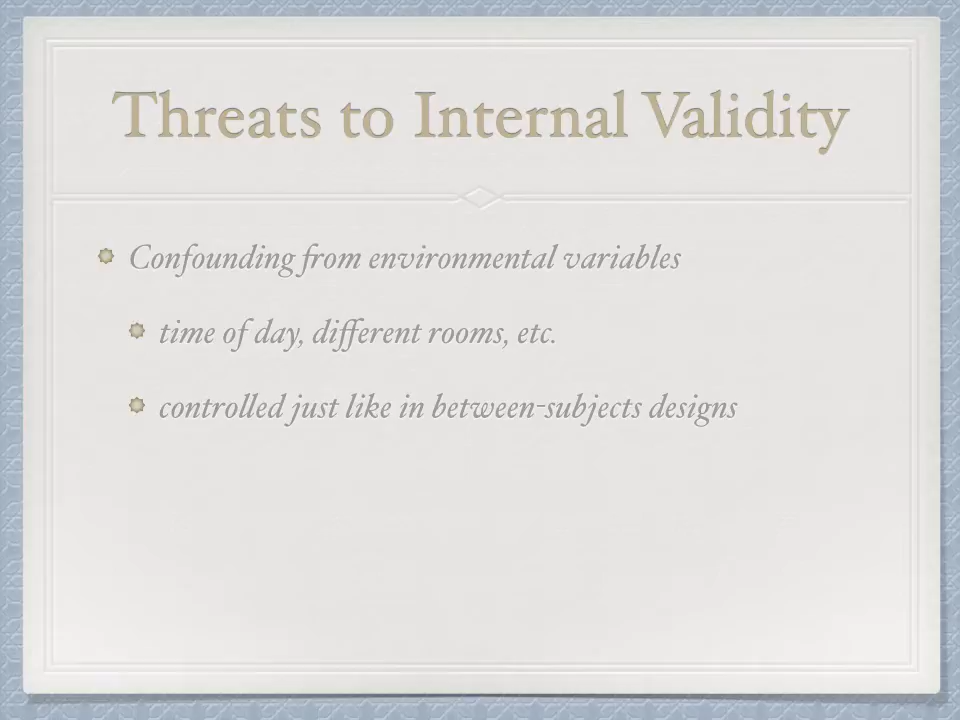 Threats to Internal Validity
Confounding from environmental variables
time of day, different rooms, etc.
controlled just like in between-subjects designs